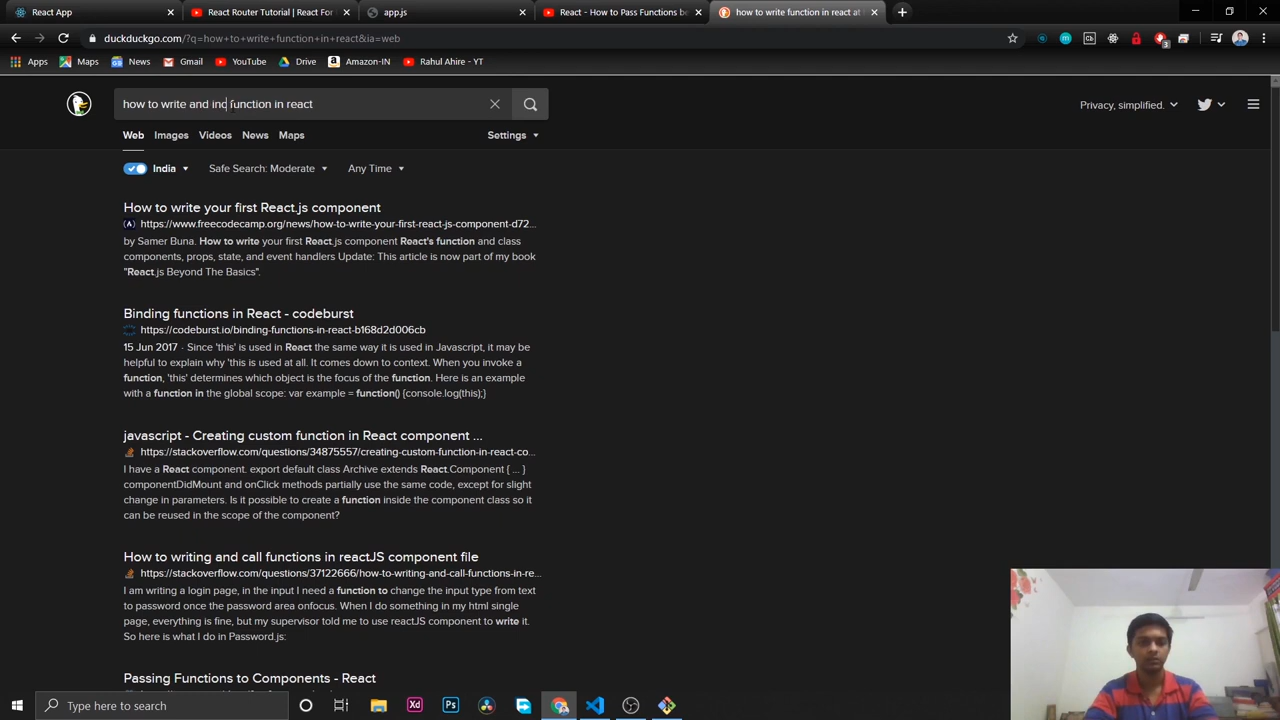 React App
React Router Tutorial | React For
app.js
React - How to Pass Functions be
how to write function in react at
duckduckgo.com/?q=how+to+write+function+in+react&ia=web
3
Apps
Maps
News
Gmail
YouTube
Drive
Amazon-IN
Rahul Ahire - YT
how to write and inc function in react
Privacy, simplified.
Web
Images
Videos
News
Maps
Settings
India
Safe Search: Moderate
Any Time
How to write your first React.js component
https://www.freecodecamp.org/news/how-to-write-your-first-react-js-component-d72...
by Samer Buna. How to write your first React.js component React's function and class
components, props, state, and event handlers Update: This article is now part of my book
"React.js Beyond The Basics".
Binding functions in React - codeburst
https://codeburst.io/binding-functions-in-react-b168d2d006cb
15 Jun 2017 · Since 'this' is used in React the same way it is used in Javascript, it may be
helpful to explain why 'this is used at all. It comes down to context. When you invoke a
function, 'this' determines which object is the focus of the function. Here is an example
with a function in the global scope: var example = function() {console.log(this);}
javascript - Creating custom function in React component ...
https://stackoverflow.com/questions/34875557/creating-custom-function-in-react-co...
I have a React component. export default class Archive extends React.Component { ... }
componentDidMount and onClick methods partially use the same code, except for slight
change in parameters. Is it possible to create a function inside the component class so it
can be reused in the scope of the component?
How to writing and call functions in reactJS component file
https://stackoverflow.com/questions/37122666/how-to-writing-and-call-functions-in-re...
I am writing a login page, in the input I need a function to change the input type from text
to password once the password area onfocus. When I do something in my html single
page, everything is fine, but my supervisor told me to use reactJS component to write it.
So here is what I do in Password.js:
Passing Functions to Components - React
Type here to search
Xd
Ps